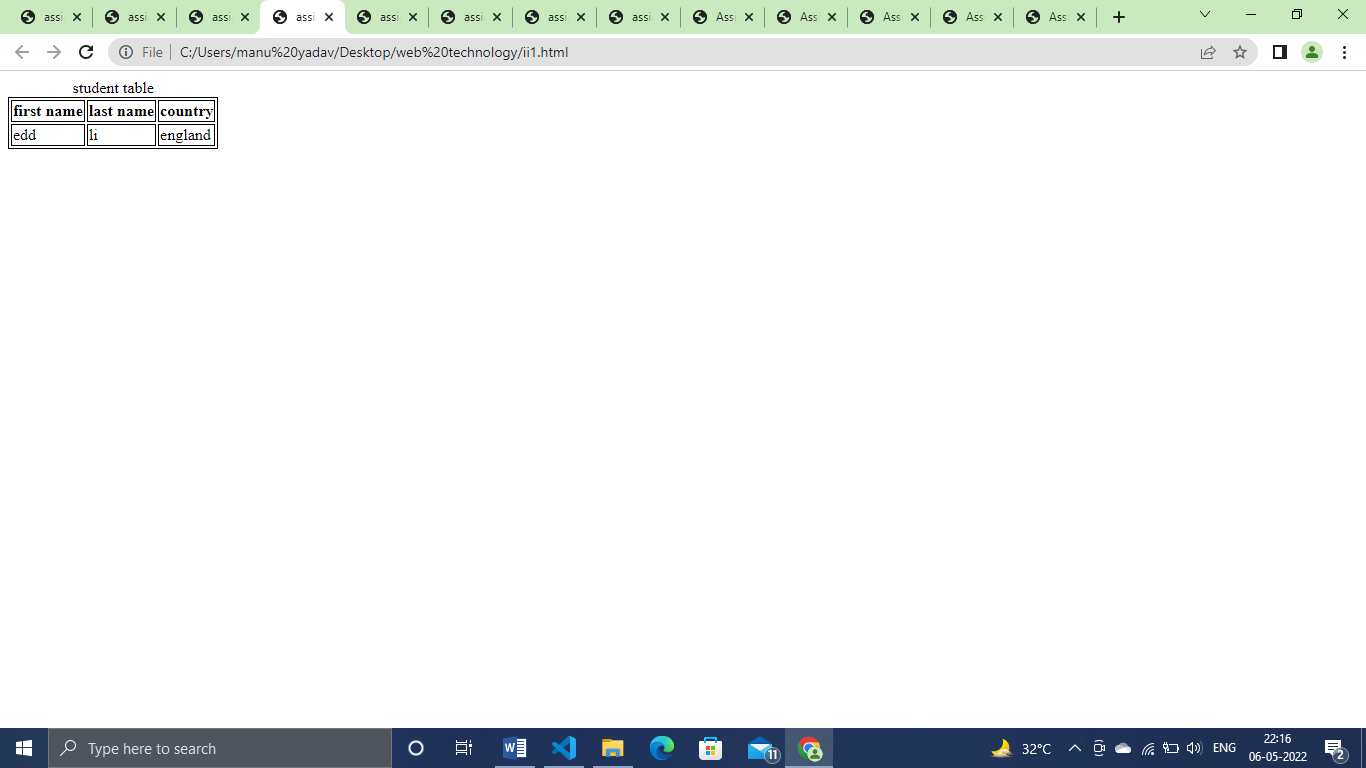 assi assi assi assi assi assi assi assi Ass Ass Ass Ass Ass
File C:/Users/manu%20yadav/Desktop/web%20technology/ii1.html
student table
first name last name country
edd li england
Type here to search W 11 32°C ENG 22:16
06-05-2022 2